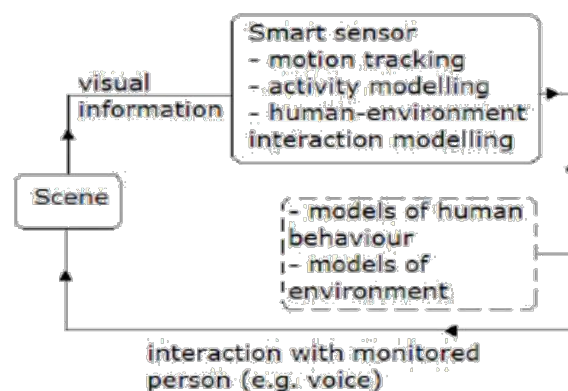 Smart sensor
- motion tracking
- activity modelling
- human-environment
interaction modelling
visual
information
Scene
- models of human
behaviour
- models of
environment
interaction with monitored
person (e.g. voice)